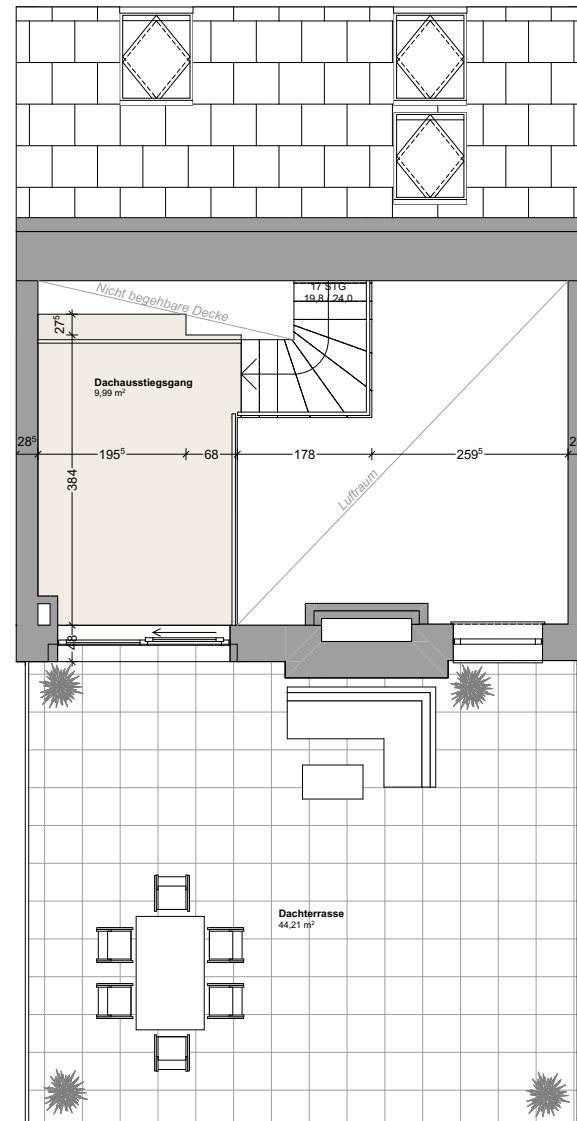 Nicht begehbare Decke
17 STG
19,8 / 24,0
27⁵
Dachausstiegsgang
9,99 m²
28⁵
195⁵
68
178
259⁵
2
384
Luftraum
48
Dachterrasse
44,21 m²